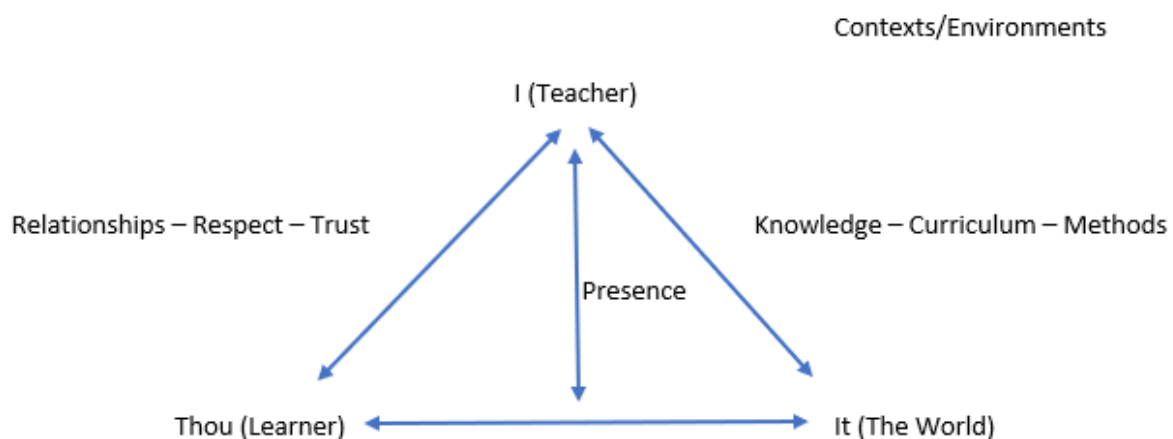 Contexts/Environments
I (Teacher)
Relationships – Respect – Trust
Knowledge – Curriculum – Methods
Presence
Thou (Learner)
It (The World)